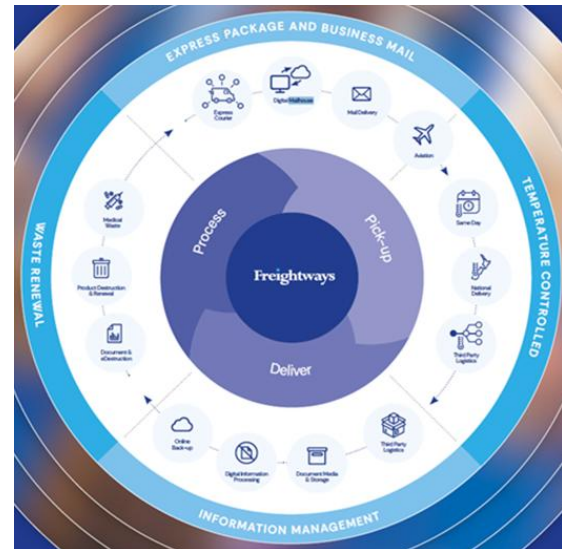 EXPRESS PACKAGE AND BUSINESS MAIL
Express
Courier
Digital Mailhouse
Mail Delivery
Aviation
TEMPERATURE CONTROLLED
Same Day
National
Delivery
Third Party
Logistics
INFORMATION MANAGEMENT
Third Party
Logistics
Document Media
& Storage
Digital Information
Processing
Online
Back-up
WASTE RENEWAL
Document &
eDestruction
Product Destruction
& Renewal
Medical
Waste
Process
Pick-up
Deliver
Freightways